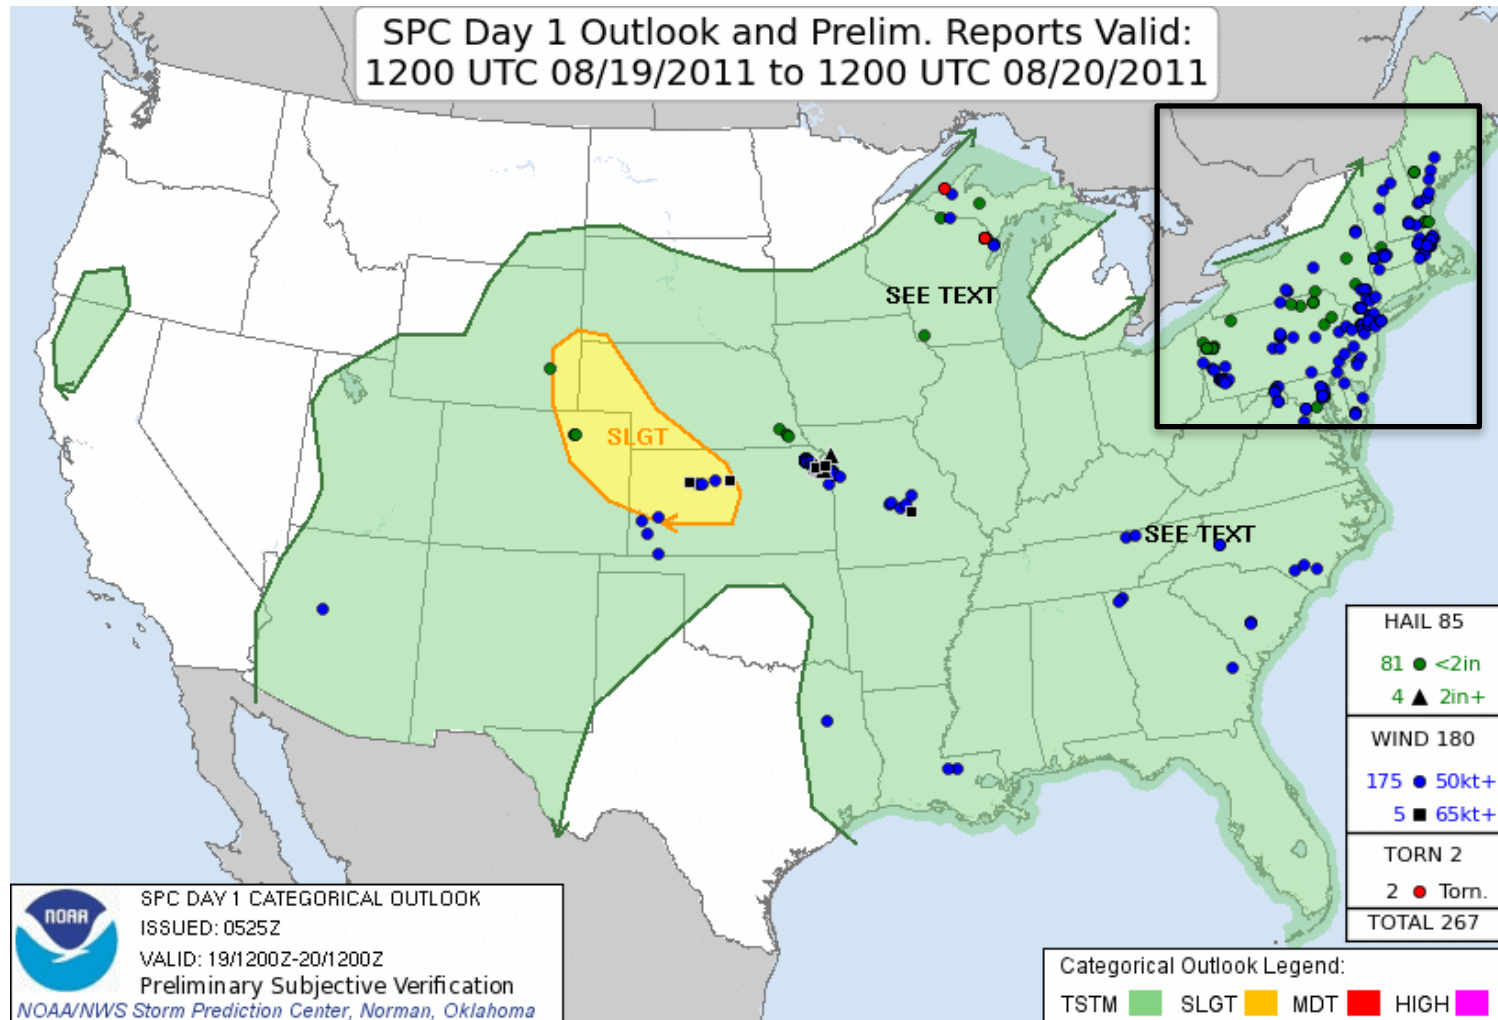 SPC Day 1 Outlook and Prelim. Reports Valid:
1200 UTC 08/19/2011 to 1200 UTC 08/20/2011
SEE TEXT
SLGT
SEE TEXT
HAIL 85
81 <2in
4 2in+
WIND 180
175 50kt+
5 65kt+
TORN 2
2 Torn.
TOTAL 267
NOAA
SPC DAY 1 CATEGORICAL OUTLOOK
ISSUED: 0525Z
VALID: 19/1200Z-20/1200Z
Preliminary Subjective Verification
NOAA/NWS Storm Prediction Center, Norman, Oklahoma
Categorical Outlook Legend:
TSTM SLGT MDT HIGH